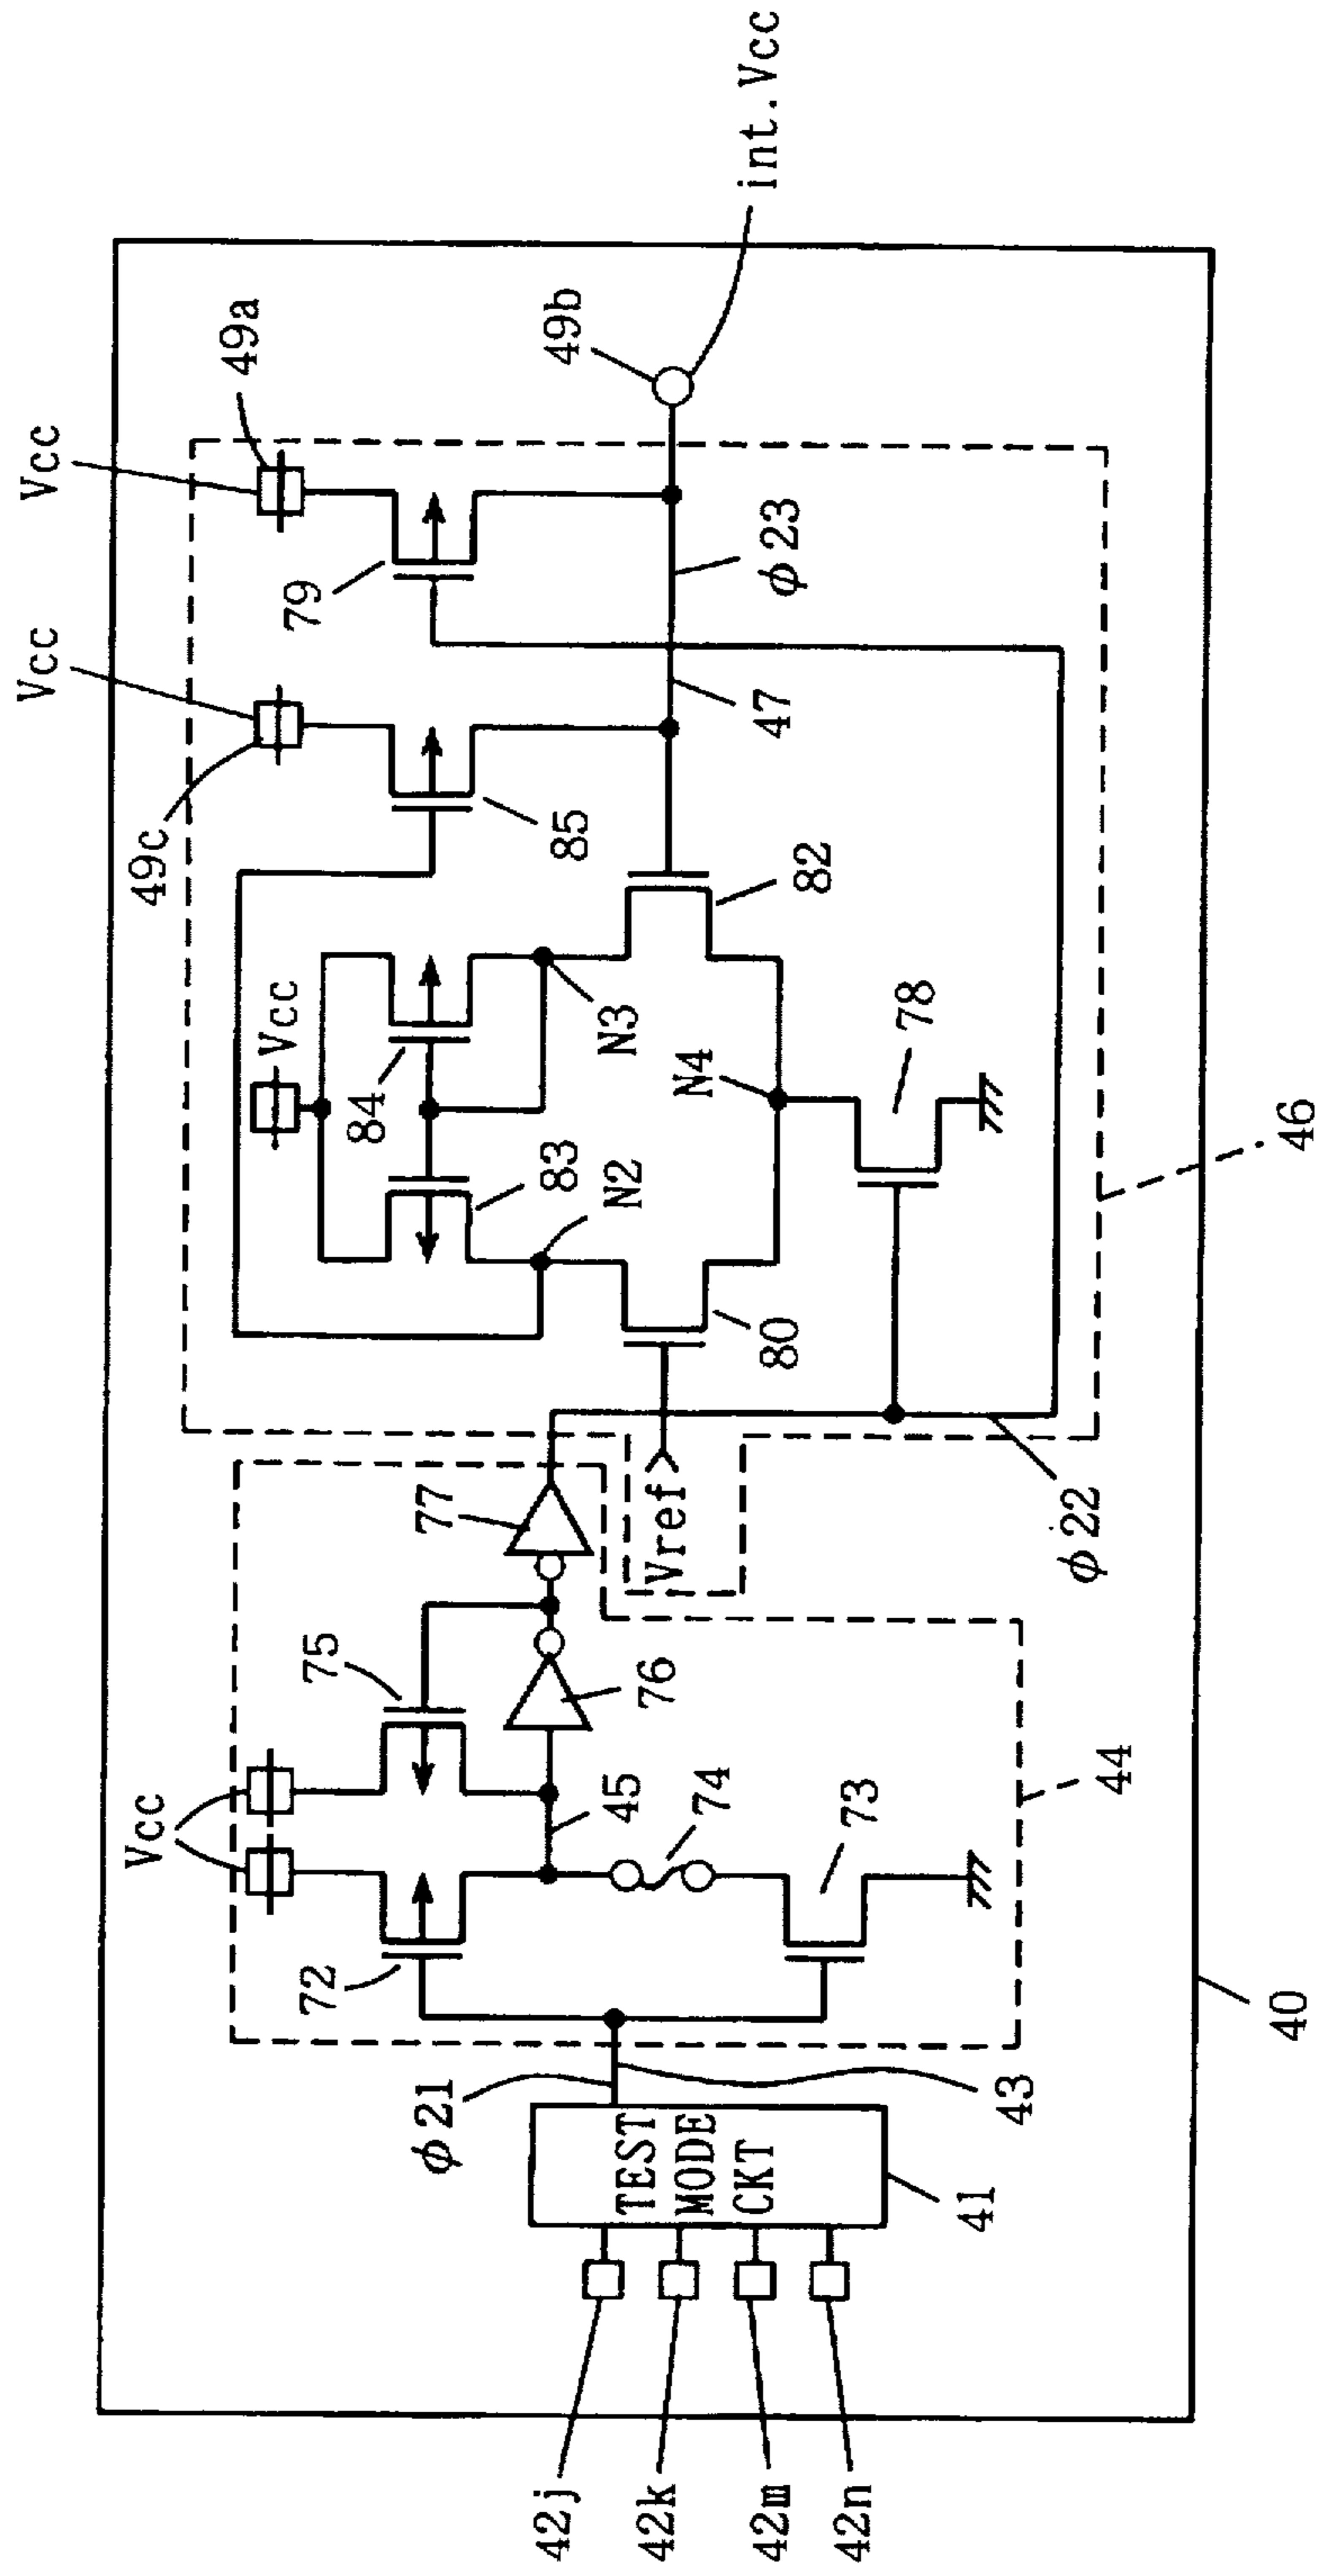 Vcc
Vcc
Vcc
49c
49a
Vcc
72
75
77
84
83
N2
N3
85
79
49b
int.Vcc
φ21
TEST
MODE
CKT
45
74
76
Vref
80
N4
82
47
φ23
42j
42k
42m
42n
41
43
73
44
φ22
78
46
40